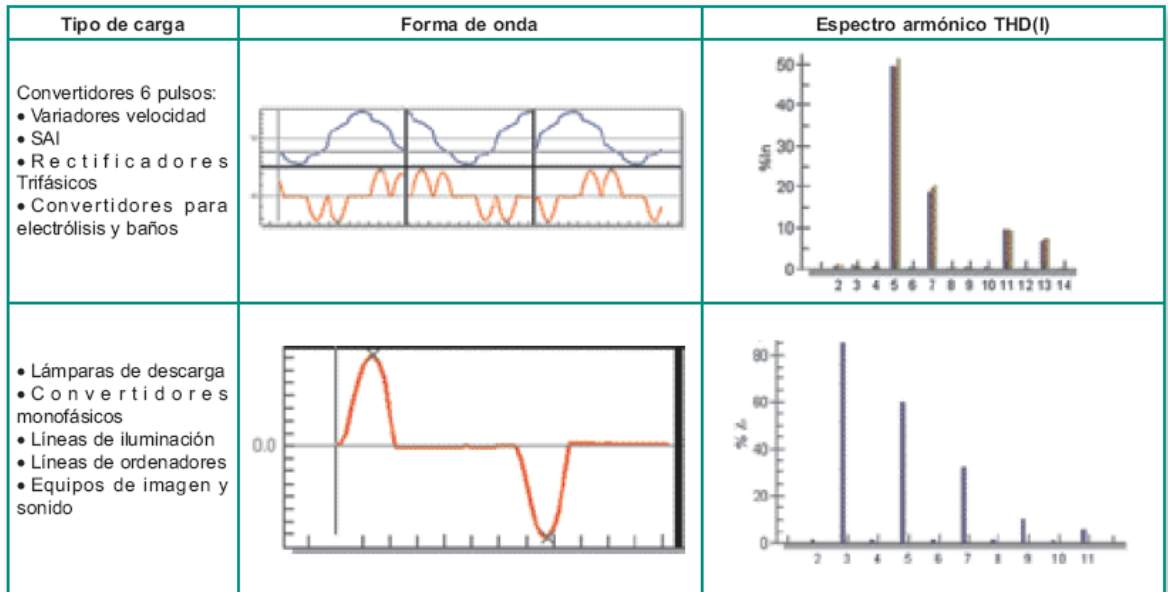 Tipo de carga
Forma de onda
Espectro armónico THD(I)
Convertidores 6 pulsos:
• Variadores velocidad
• SAI
• Rectificadores
Trifásicos
• Convertidores para
electrólisis y baños
50
40
30
20
10
0
%In
2 3 4 5 6 7 8 9 10 11 12 13 14
• Lámparas de descarga
• Convertidores
monofásicos
• Líneas de iluminación
• Líneas de ordenadores
• Equipos de imagen y
sonido
0.0
80
60
40
20
0
2 3 4 5 6 7 8 9 10 11